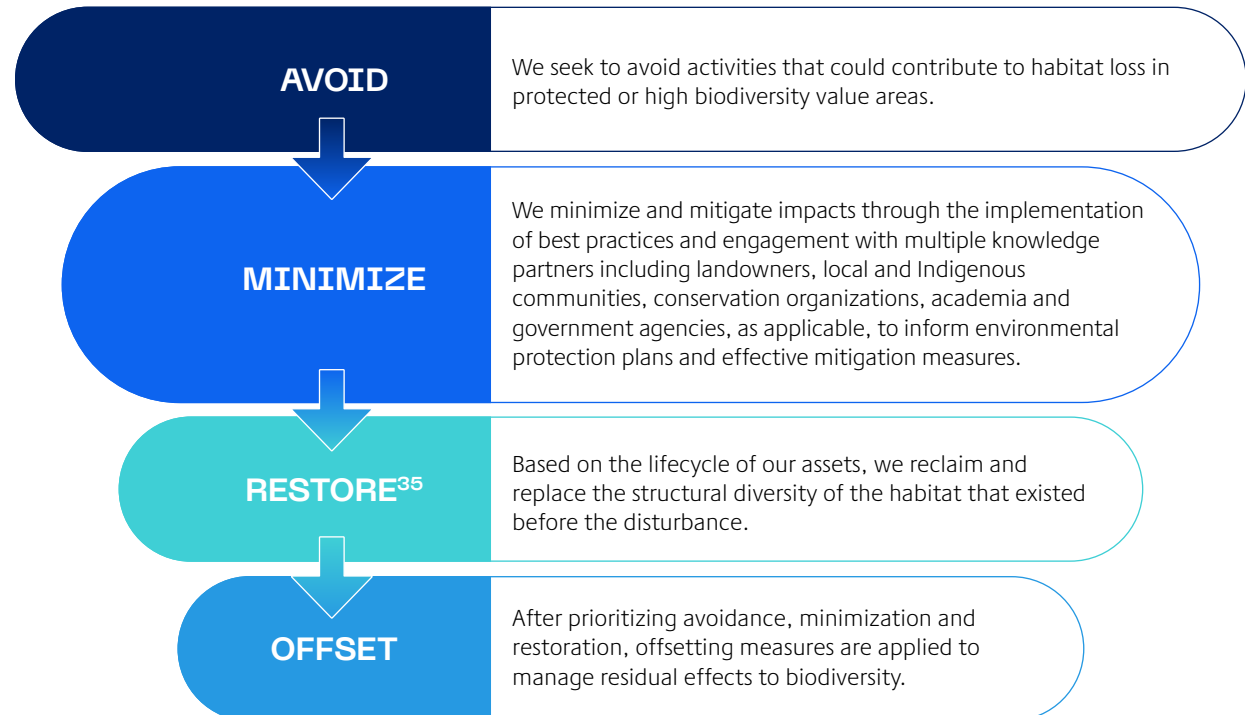 AVOID
We seek to avoid activities that could contribute to habitat loss in
protected or high biodiversity value areas.
MINIMIZE
We minimize and mitigate impacts through the implementation
of best practices and engagement with multiple knowledge
partners including landowners, local and Indigenous
communities, conservation organizations, academia and
government agencies, as applicable, to inform environmental
protection plans and effective mitigation measures.
RESTORE³⁵
Based on the lifecycle of our assets, we reclaim and
replace the structural diversity of the habitat that existed
before the disturbance.
OFFSET
After prioritizing avoidance, minimization and
restoration, offsetting measures are applied to
manage residual effects to biodiversity.